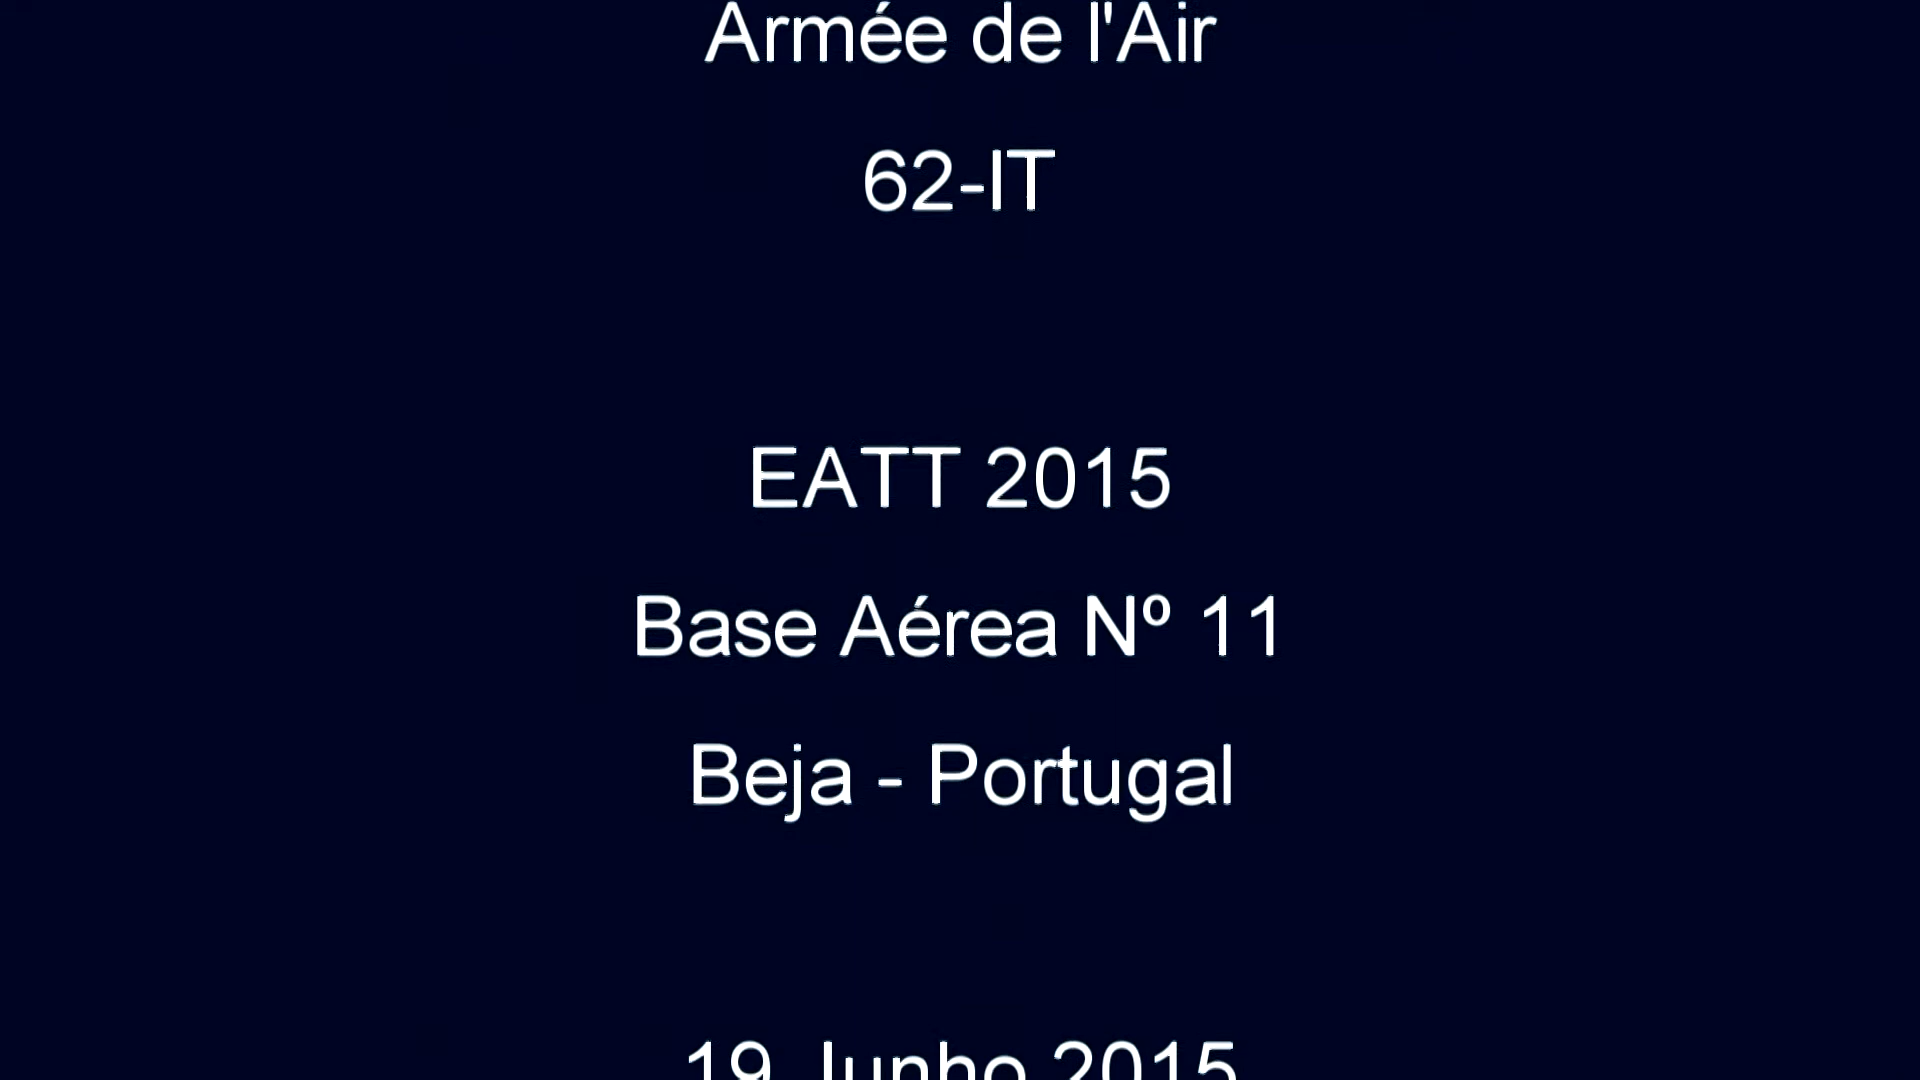 Armée de l'Air
62-IT
EATT 2015
Base Aérea Nº 11
Beja - Portugal
19 Junho 2015